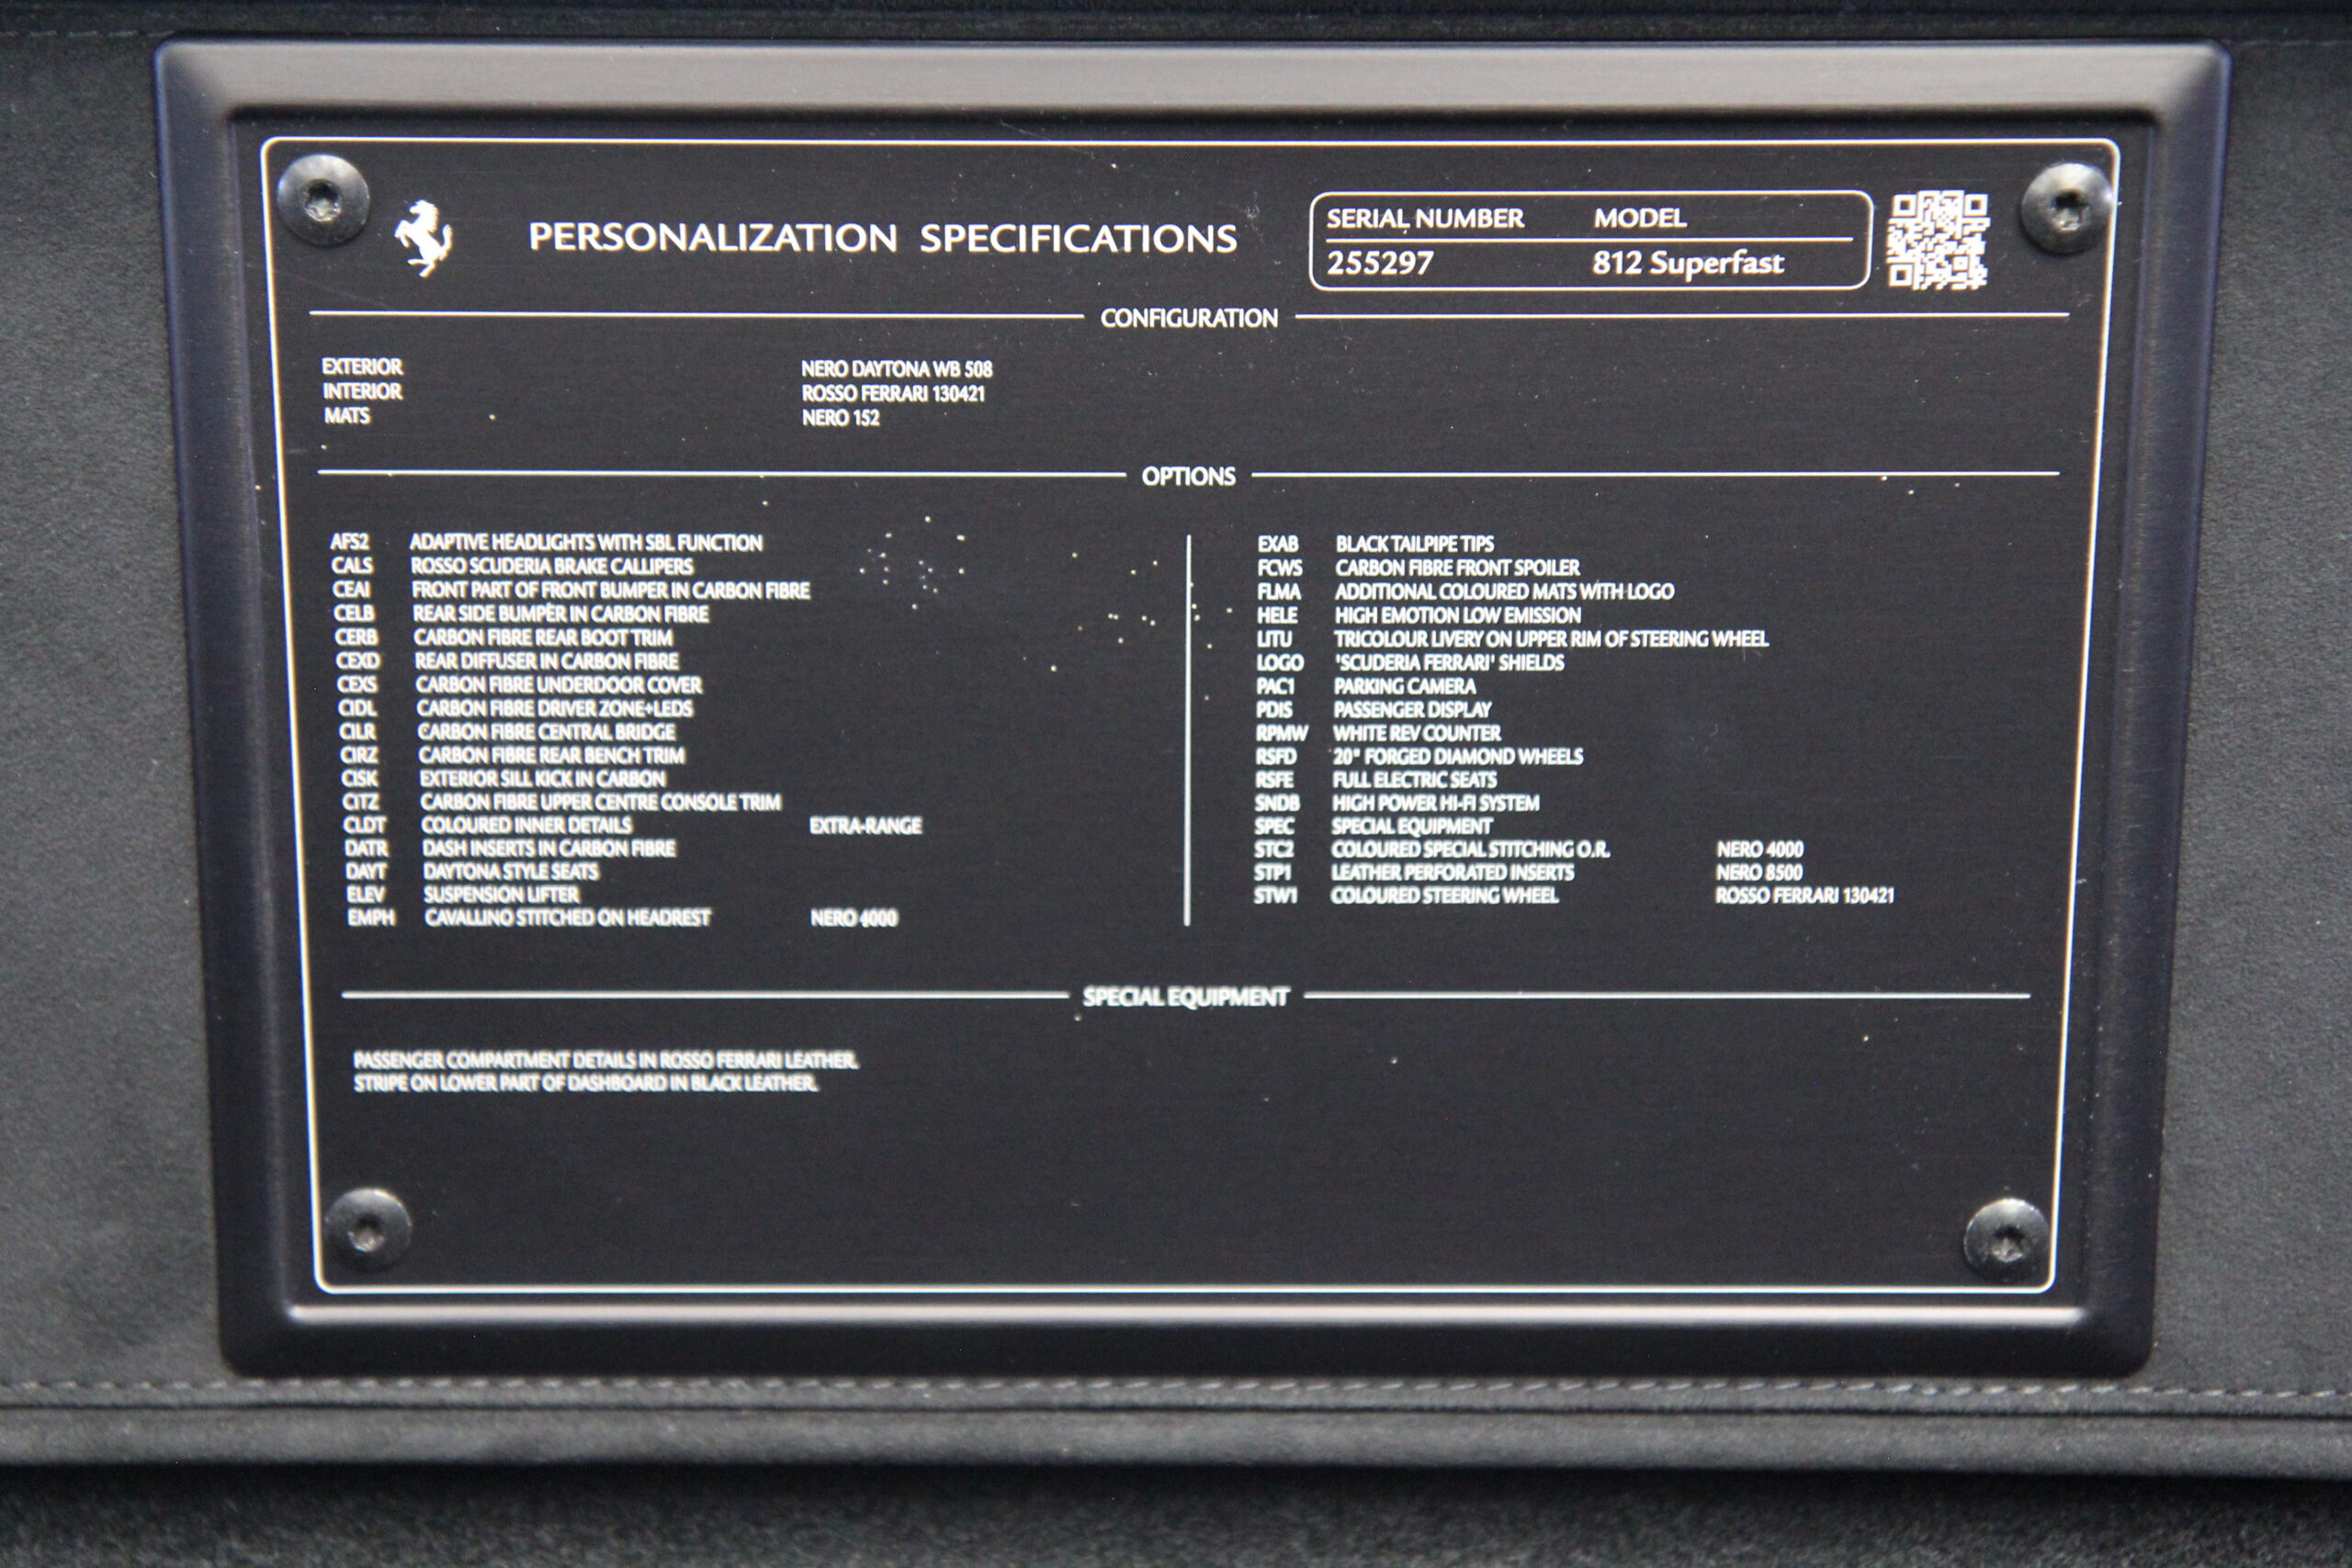 PERSONALIZATION SPECIFICATIONS
SERIAL NUMBER MODEL
255297 812 Superfast
CONFIGURATION
EXTERIOR NERO DAYTONA WB 508
INTERIOR ROSSO FERRARI 130421
MATS NERO 152
OPTIONS
AFS2 ADAPTIVE HEADLIGHTS WITH SBL FUNCTION
CALS ROSSO SCUDERIA BRAKE CALLIPERS
CEAI FRONT PART OF FRONT BUMPER IN CARBON FIBRE
CELB REAR SIDE BUMPER IN CARBON FIBRE
CERB CARBON FIBRE REAR BOOT TRIM
CEXD REAR DIFFUSER IN CARBON FIBRE
CEXS CARBON FIBRE UNDERDOOR COVER
CIDL CARBON FIBRE DRIVER ZONE+LEDS
CILR CARBON FIBRE CENTRAL BRIDGE
CIRZ CARBON FIBRE REAR BENCH TRIM
CISK EXTERIOR SILL KICK IN CARBON
CITZ CARBON FIBRE UPPER CENTRE CONSOLE TRIM
CLDT COLOURED INNER DETAILS EXTRA-RANGE
DATR DASH INSERTS IN CARBON FIBRE
DAYT DAYTONA STYLE SEATS
ELEV SUSPENSION LIFTER
EMPH CAVALLINO STITCHED ON HEADREST NERO 4000
EXAB BLACK TAILPIPE TIPS
FCWS CARBON FIBRE FRONT SPOILER
FLMA ADDITIONAL COLOURED MATS WITH LOGO
HELE HIGH EMOTION LOW EMISSION
LITU TRICOLOUR LIVERY ON UPPER RIM OF STEERING WHEEL
LOGO 'SCUDERIA FERRARI' SHIELDS
PAC1 PARKING CAMERA
PDIS PASSENGER DISPLAY
RPMW WHITE REV COUNTER
RSFD 20" FORGED DIAMOND WHEELS
RSFE FULL ELECTRIC SEATS
SNDB HIGH POWER HI-FI SYSTEM
SPEC SPECIAL EQUIPMENT
STC2 COLOURED SPECIAL STITCHING O.R. NERO 4000
STP1 LEATHER PERFORATED INSERTS NERO 8500
STW1 COLOURED STEERING WHEEL ROSSO FERRARI 130421
SPECIAL EQUIPMENT
PASSENGER COMPARTMENT DETAILS IN ROSSO FERRARI LEATHER.
STRIPE ON LOWER PART OF DASHBOARD IN BLACK LEATHER.